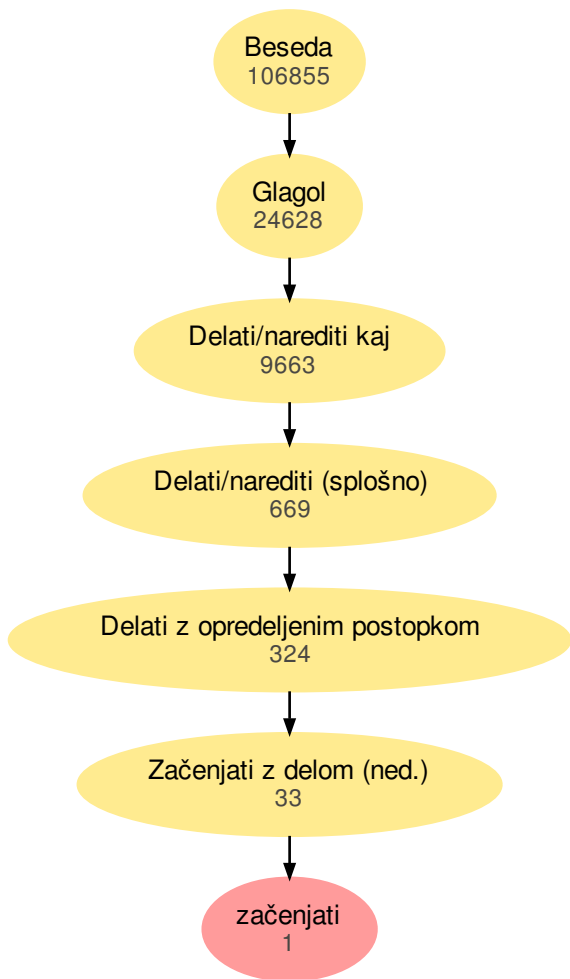 Beseda
106855
Glagol
24628
Delati/narediti kaj
9663
Delati/narediti (splošno)
669
Delati z opredeljenim postopkom
324
Začenjati z delom (ned.)
33
začenjati
1